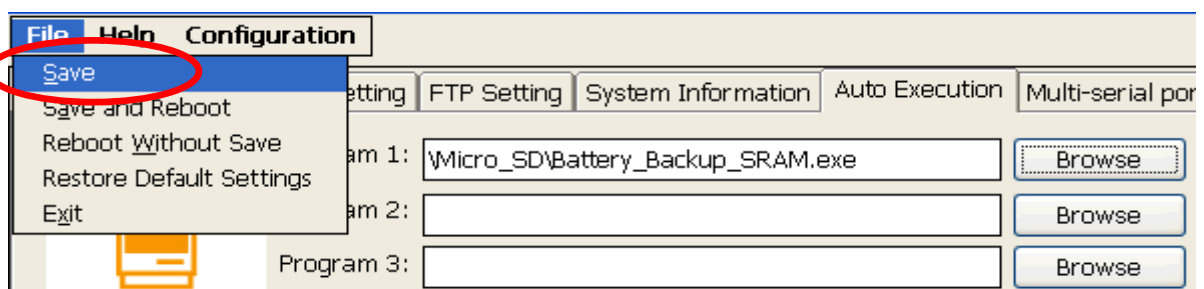 File Help Configuration
Save
Save and Reboot
Reboot Without Save
Restore Default Settings
Exit
etting FTP Setting System Information Auto Execution Multi-serial por
am 1: \Micro_SD\Battery_Backup_SRAM.exe Browse
am 2: Browse
Program 3: Browse